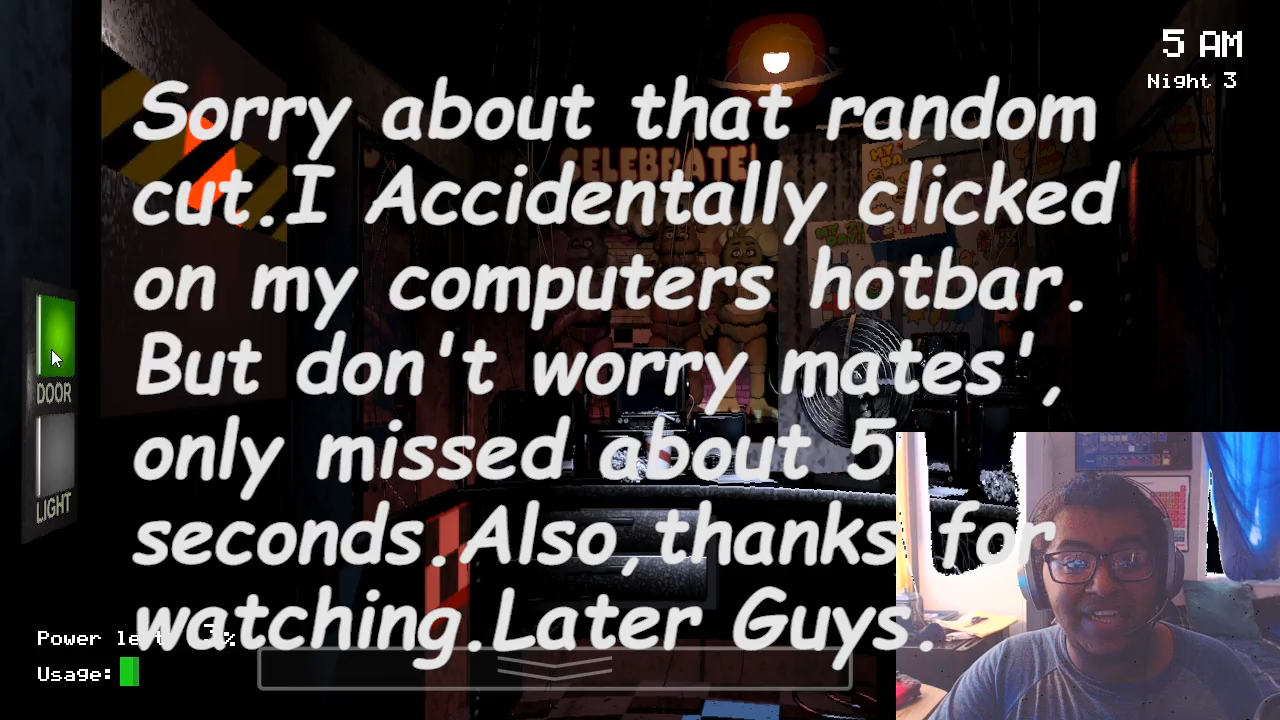 5 AM
Night 3
Sorry about that random
cut.I Accidentally clicked
on my computers hotbar.
But don't worry mates',
only missed about 5
seconds.Also,thanks for
watching.Later Guys.
CELEBRATE!
DOOR
LIGHT
Power
Usage: